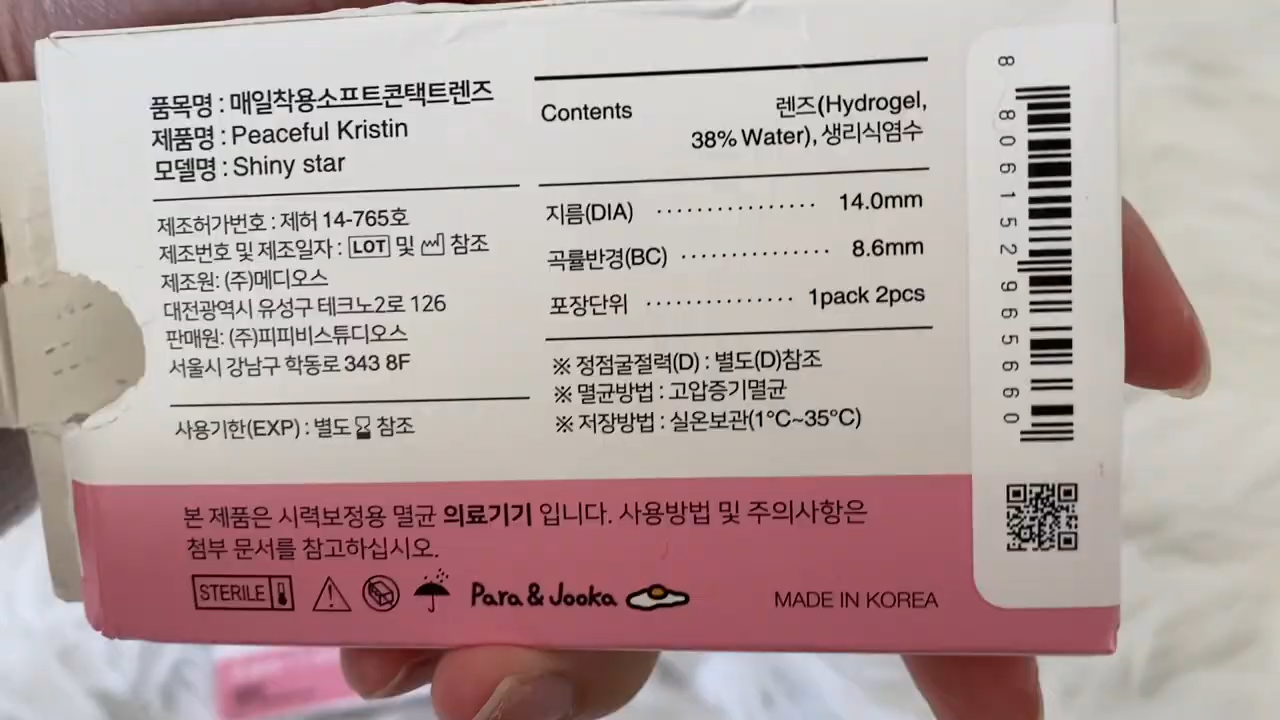 품목명 : 매일착용소프트콘택트렌즈
제품명 : Peaceful Kristin
모델명 : Shiny star
제조허가번호 : 제허 14-765호
제조번호 및 제조일자 : LOT 및 참조
제조원: (주)메디오스
대전광역시 유성구 테크노2로 126
판매원: (주)피피비스튜디오스
서울시 강남구 학동로 343 8F
사용기한(EXP) : 별도 참조
Contents 렌즈(Hydrogel,
38% Water), 생리식염수
지름(DIA) ················ 14.0mm
곡률반경(BC) ··············· 8.6mm
포장단위 ··············· 1pack 2pcs
※ 정점굴절력(D) : 별도(D)참조
※ 멸균방법 : 고압증기멸균
※ 저장방법 : 실온보관(1°C~35°C)
본 제품은 시력보정용 멸균 의료기기 입니다. 사용방법 및 주의사항은
첨부 문서를 참고하십시오.
STERILE
Para & Jooka
MADE IN KOREA
8 806152 965660